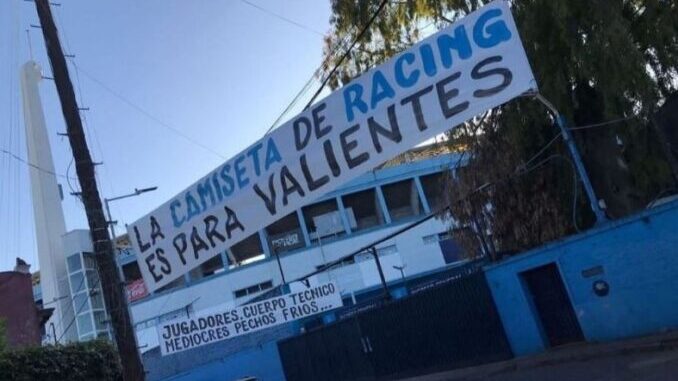 LA CAMISETA DE RACING
ES PARA VALIENTES
JUGADORES. CUERPO TECNICO
MEDIOCRES PECHOS FRIOS...